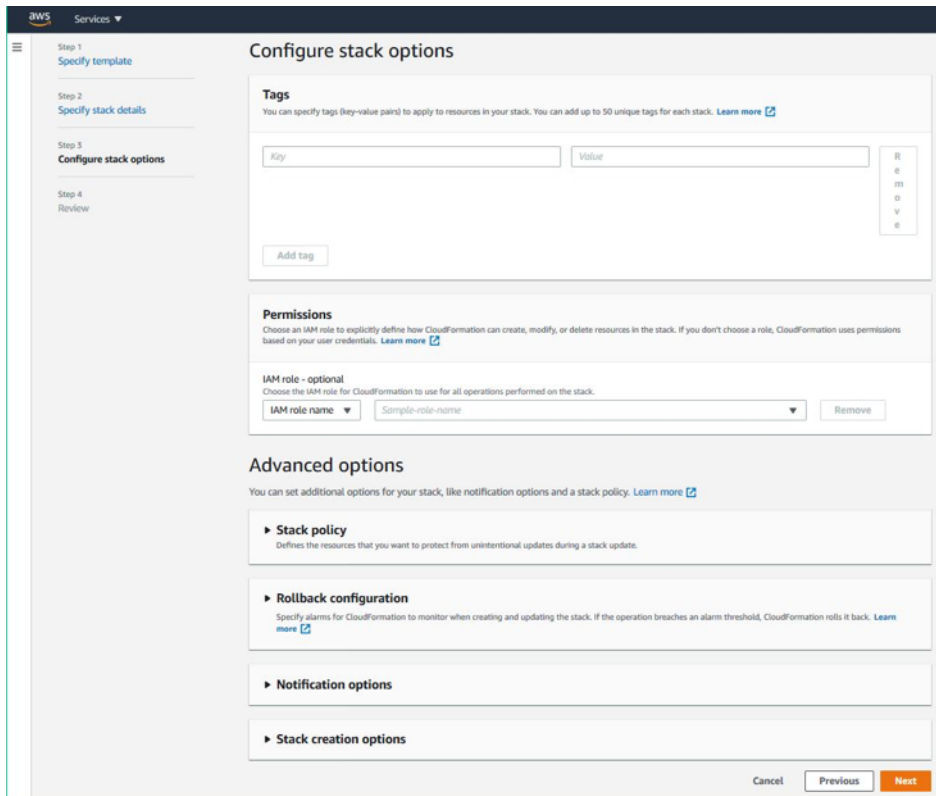 aws Services
Step 1
Specify template
Step 2
Specify stack details
Step 3
Configure stack options
Step 4
Review
Configure stack options
Tags
You can specify tags (key-value pairs) to apply to resources in your stack. You can add up to 50 unique tags for each stack. Learn more
Key Value Remove
Add tag
Permissions
Choose an IAM role to explicitly define how CloudFormation can create, modify, or delete resources in the stack. If you don't choose a role, CloudFormation uses permissions
based on your user credentials. Learn more
IAM role - optional
Choose the IAM role for CloudFormation to use for all operations performed on the stack.
IAM role name Sample-role-name Remove
Advanced options
You can set additional options for your stack, like notification options and a stack policy. Learn more
Stack policy
Defines the resources that you want to protect from unintentional updates during a stack update.
Rollback configuration
Specify alarms for CloudFormation to monitor when creating and updating the stack. If the operation breaches an alarm threshold, CloudFormation rolls it back. Learn
more
Notification options
Stack creation options
Cancel Previous Next